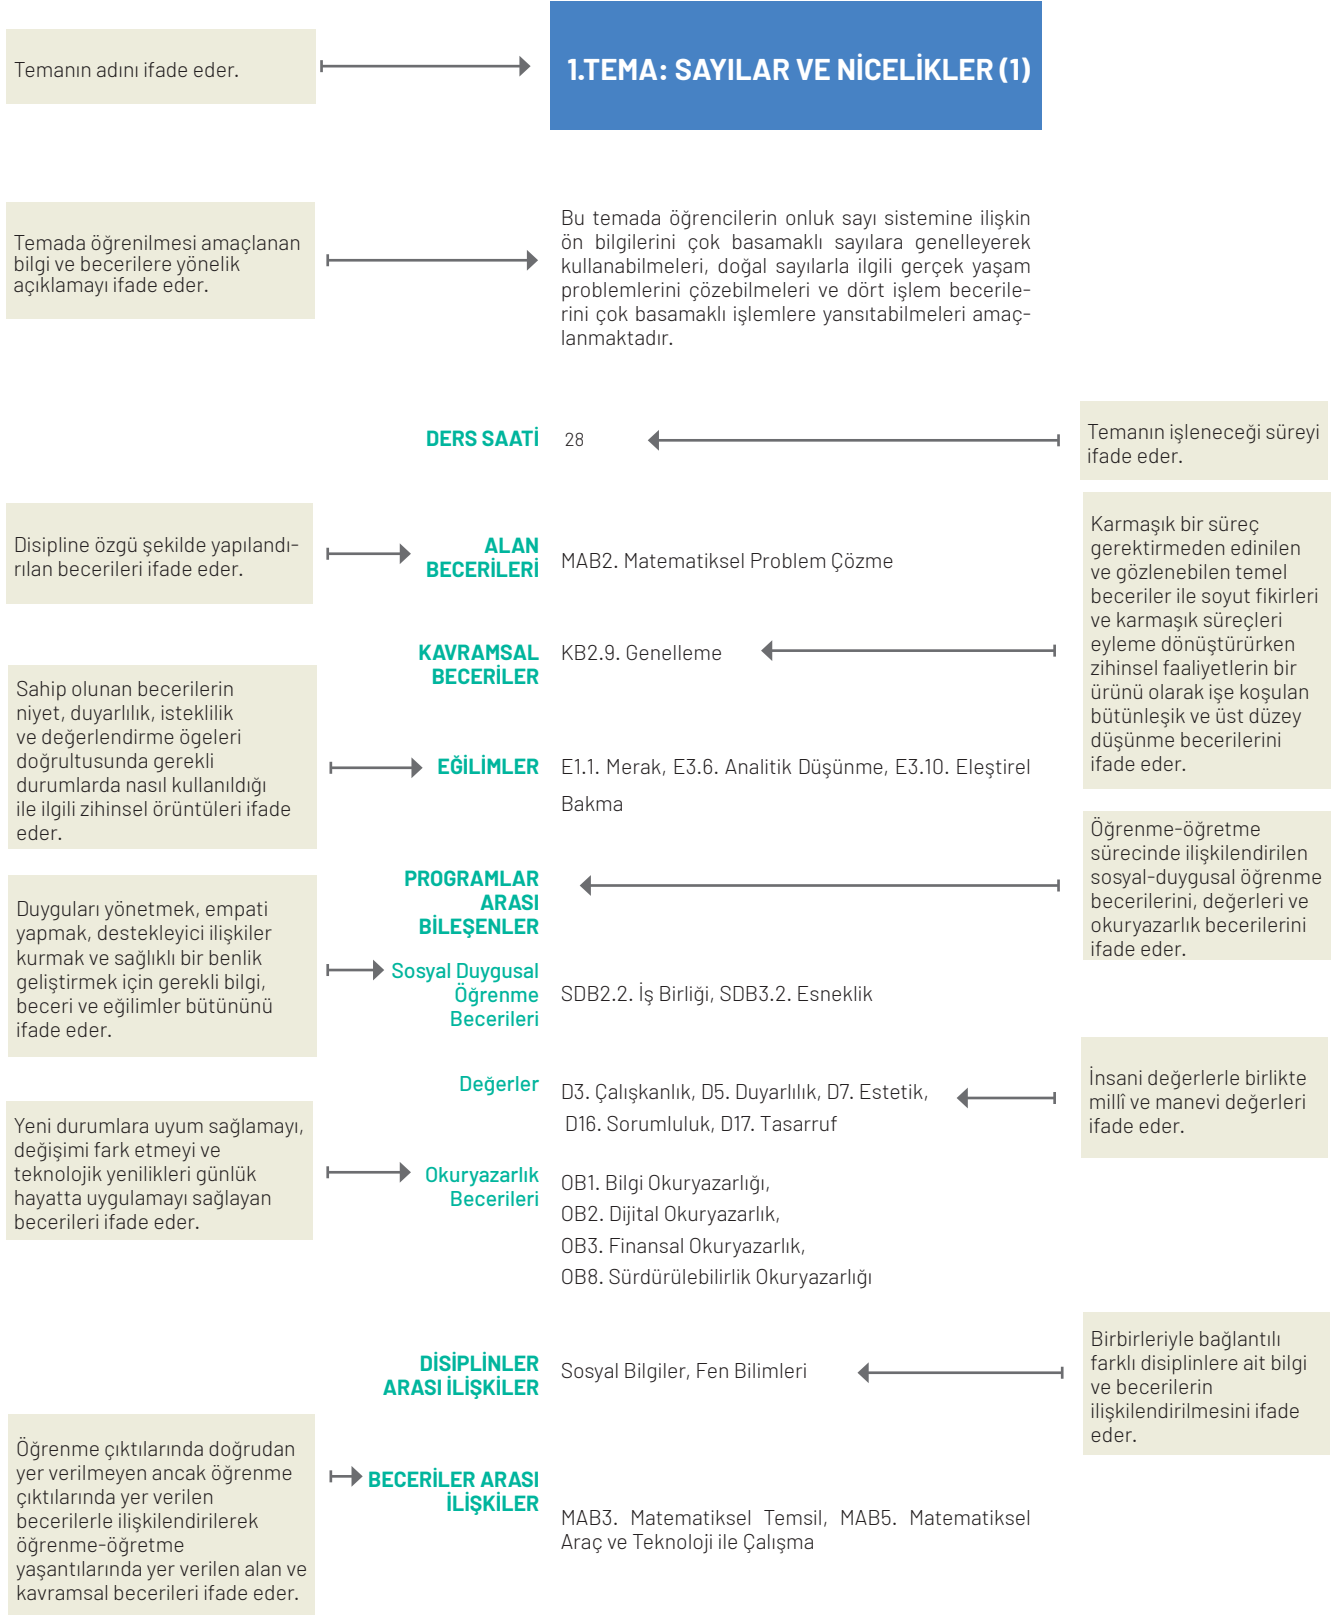 Temanın adını ifade eder.
1.TEMA: SAYILAR VE NİCELİKLER (1)
Temada öğrenilmesi amaçlanan
bilgi ve becerilere yönelik
açıklamayı ifade eder.
Bu temada öğrencilerin onluk sayı sistemine ilişkin
ön bilgilerini çok basamaklı sayılara genelleyerek
kullanabilmeleri, doğal sayılarla ilgili gerçek yaşam
problemlerini çözebilmeleri ve dört işlem becerile-
rini çok basamaklı işlemlere yansıtabilmeleri amaç-
lanmaktadır.
DERS SAATİ
28
Temanın işleneceği süreyi
ifade eder.
Disipline özgü şekilde yapılandı-
rılan becerileri ifade eder.
ALAN
BECERİLERİ
MAB2. Matematiksel Problem Çözme
Karmaşık bir süreç
gerektirmeden edinilen
ve gözlenebilen temel
beceriler ile soyut fikirleri
ve karmaşık süreçleri
eyleme dönüştürürken
zihinsel faaliyetlerin bir
ürünü olarak işe koşulan
bütünleşik ve üst düzey
düşünme becerilerini
ifade eder.
KAVRAMSAL
BECERİLER
KB2.9. Genelleme
Sahip olunan becerilerin
niyet, duyarlılık, isteklilik
ve değerlendirme ögeleri
doğrultusunda gerekli
durumlarda nasıl kullanıldığı
ile ilgili zihinsel örüntüleri ifade
eder.
EĞİLİMLER
E1.1. Merak, E3.6. Analitik Düşünme, E3.10. Eleştirel
Bakma
PROGRAMLAR
ARASI
BİLEŞENLER
Öğrenme-öğretme
sürecinde ilişkilendirilen
sosyal-duygusal öğrenme
becerilerini, değerleri ve
okuryazarlık becerilerini
ifade eder.
Duyguları yönetmek, empati
yapmak, destekleyici ilişkiler
kurmak ve sağlıklı bir benlik
geliştirmek için gerekli bilgi,
beceri ve eğilimler bütününü
ifade eder.
Sosyal Duygusal
Öğrenme
Becerileri
SDB2.2. İş Birliği, SDB3.2. Esneklik
Değerler
D3. Çalışkanlık, D5. Duyarlılık, D7. Estetik,
D16. Sorumluluk, D17. Tasarruf
İnsani değerlerle birlikte
millî ve manevi değerleri
ifade eder.
Yeni durumlara uyum sağlamayı,
değişimi fark etmeyi ve
teknolojik yenilikleri günlük
hayatta uygulamayı sağlayan
becerileri ifade eder.
Okuryazarlık
Becerileri
OB1. Bilgi Okuryazarlığı,
OB2. Dijital Okuryazarlık,
OB3. Finansal Okuryazarlık,
OB8. Sürdürülebilirlik Okuryazarlığı
DİSİPLİNLER
ARASI İLİŞKİLER
Sosyal Bilgiler, Fen Bilimleri
Birbirleriyle bağlantılı
farklı disiplinlere ait bilgi
ve becerilerin
ilişkilendirilmesini ifade
eder.
Öğrenme çıktılarında doğrudan
yer verilmeyen ancak öğrenme
çıktılarında yer verilen
becerilerle ilişkilendirilerek
öğrenme-öğretme
yaşantılarında yer verilen alan ve
kavramsal becerileri ifade eder.
BECERİLER ARASI
İLİŞKİLER
MAB3. Matematiksel Temsil, MAB5. Matematiksel
Araç ve Teknoloji ile Çalışma